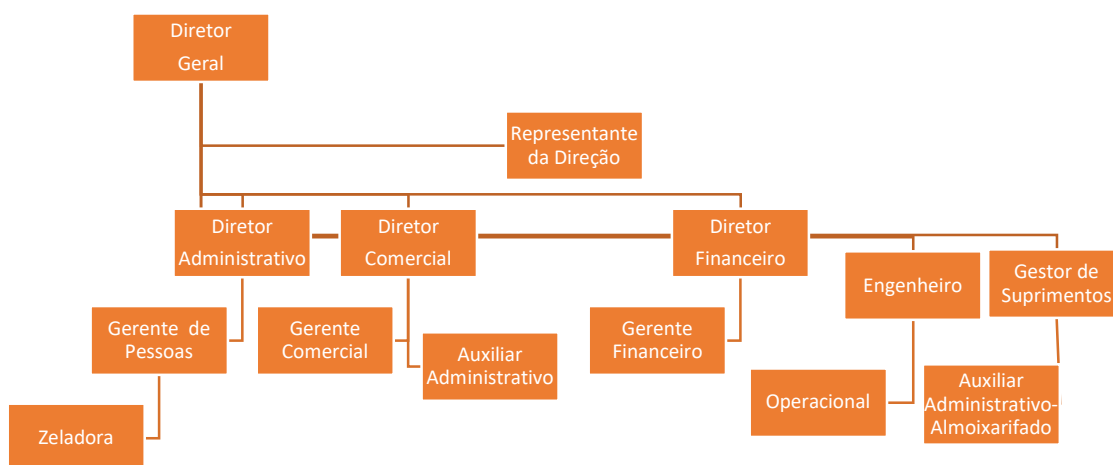 Diretor
Geral
Representante
da Direção
Diretor
Administrativo
Diretor
Comercial
Diretor
Financeiro
Engenheiro
Gestor de
Suprimentos
Gerente de
Pessoas
Gerente
Comercial
Auxiliar
Administrativo
Gerente
Financeiro
Operacional
Auxiliar
Administrativo-
Almoixarifado
Zeladora